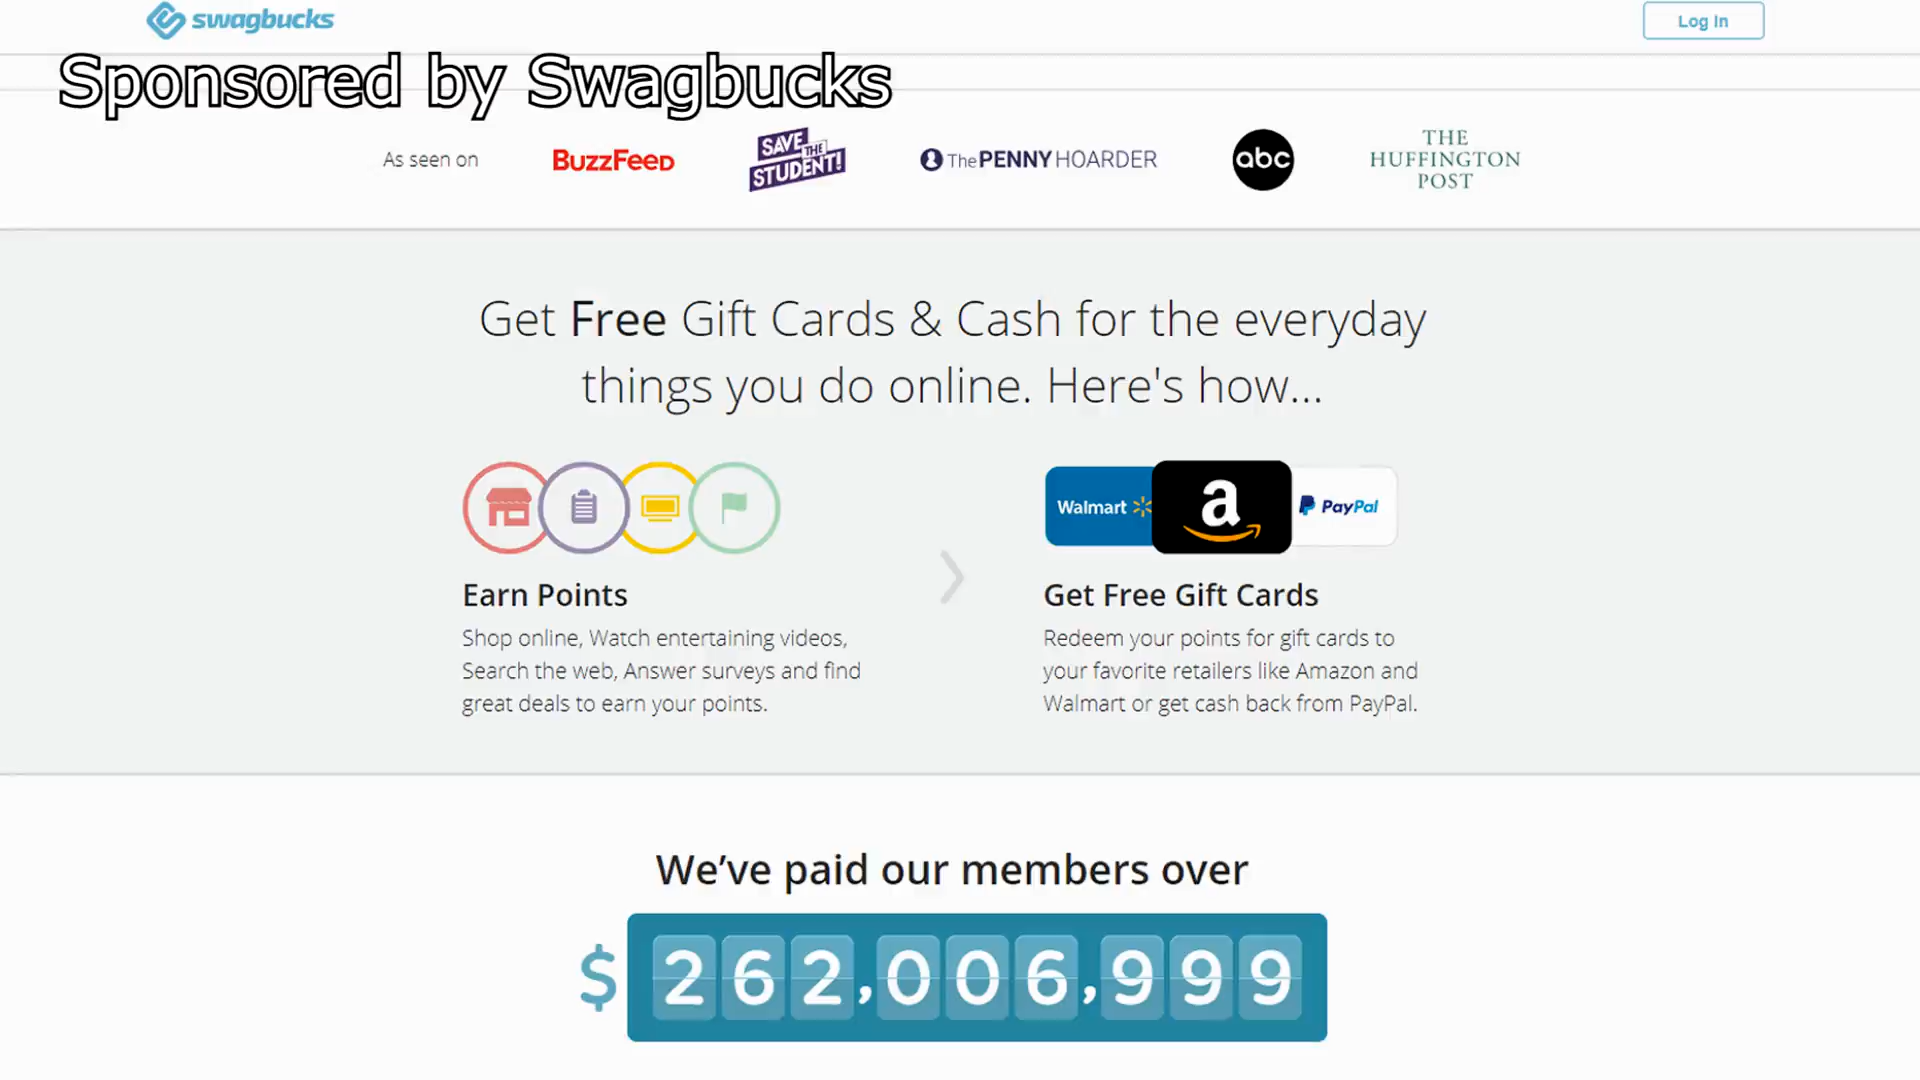 swagbucks
Log In
Sponsored by Swagbucks
As seen on
BuzzFeed
SAVE THE STUDENT!
The PENNY HOARDER
abc
THE
HUFFINGTON
POST
Get Free Gift Cards & Cash for the everyday
things you do online. Here's how...
Walmart
a
PayPal
Earn Points
Shop online, Watch entertaining videos,
Search the web, Answer surveys and find
great deals to earn your points.
Get Free Gift Cards
Redeem your points for gift cards to
your favorite retailers like Amazon and
Walmart or get cash back from PayPal.
We’ve paid our members over
$262,006,999